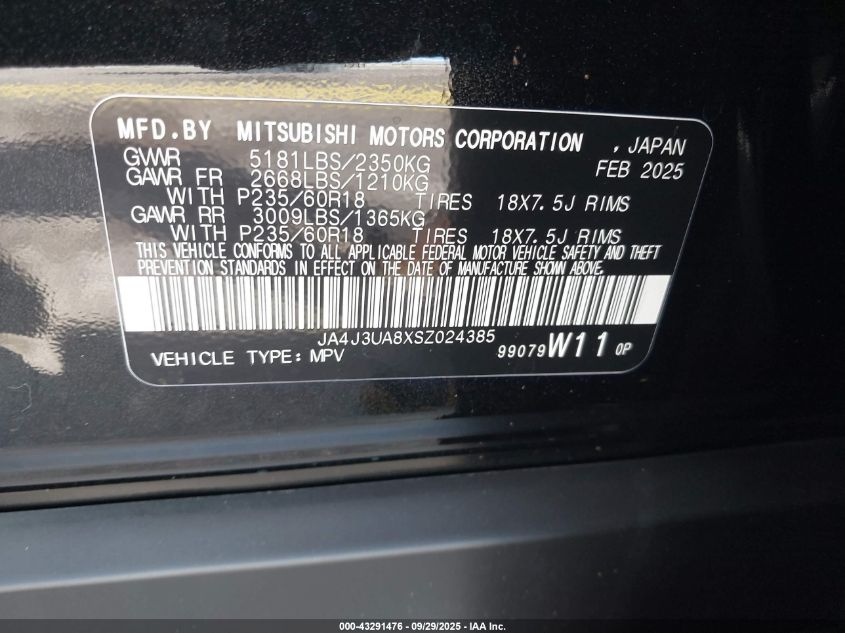 MFD.BY MITSUBISHI MOTORS CORPORATION , JAPAN
GVWR 5181LBS/2350KG FEB 2025
GAWR FR 2668LBS/1210KG
WITH P235/60R18 TIRES 18X7.5J RIMS
GAWR RR 3009LBS/1365KG
WITH P235/60R18 TIRES 18X7.5J RIMS
THIS VEHICLE CONFORMS TO ALL APPLICABLE FEDERAL MOTOR VEHICLE SAFETY AND THEFT
PREVENTION STANDARDS IN EFFECT ON THE DATE OF MANUFACTURE SHOWN ABOVE.
JA4J3UA8XSZ024385
VEHICLE TYPE: MPV 99079 W11 0P
000-43291476 - 09/29/2025 - IAA Inc.